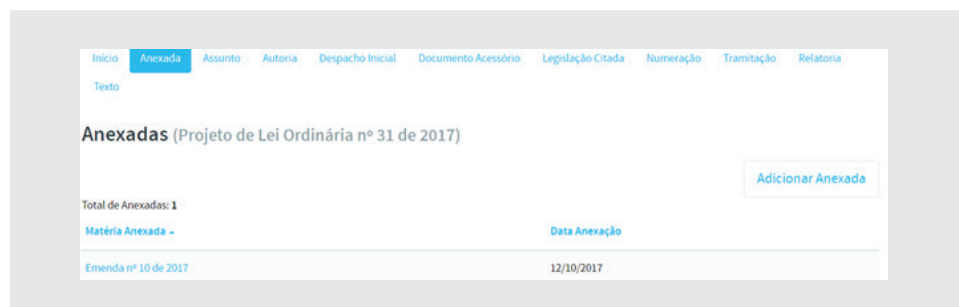 Início Anexada Assunto Autoria Despacho Inicial Documento Acessório Legislação Citada Numeração Tramitação Relatoria
Texto
Anexadas (Projeto de Lei Ordinária nº 31 de 2017)
Adicionar Anexada
Total de Anexadas: 1
Matéria Anexada Data Anexação
Emenda nº 10 de 2017 12/10/2017